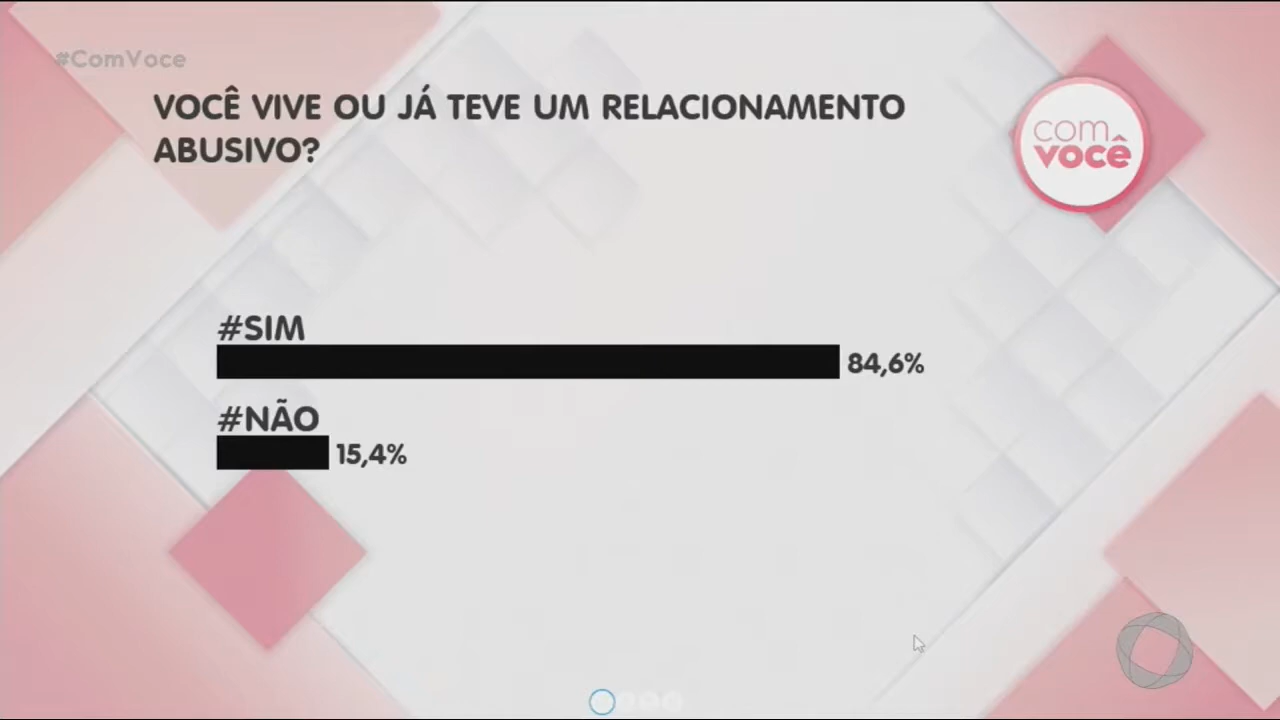 #ComVoce
VOCÊ VIVE OU JÁ TEVE UM RELACIONAMENTO
ABUSIVO?
com
você
#SIM
84,6%
#NÃO
15,4%